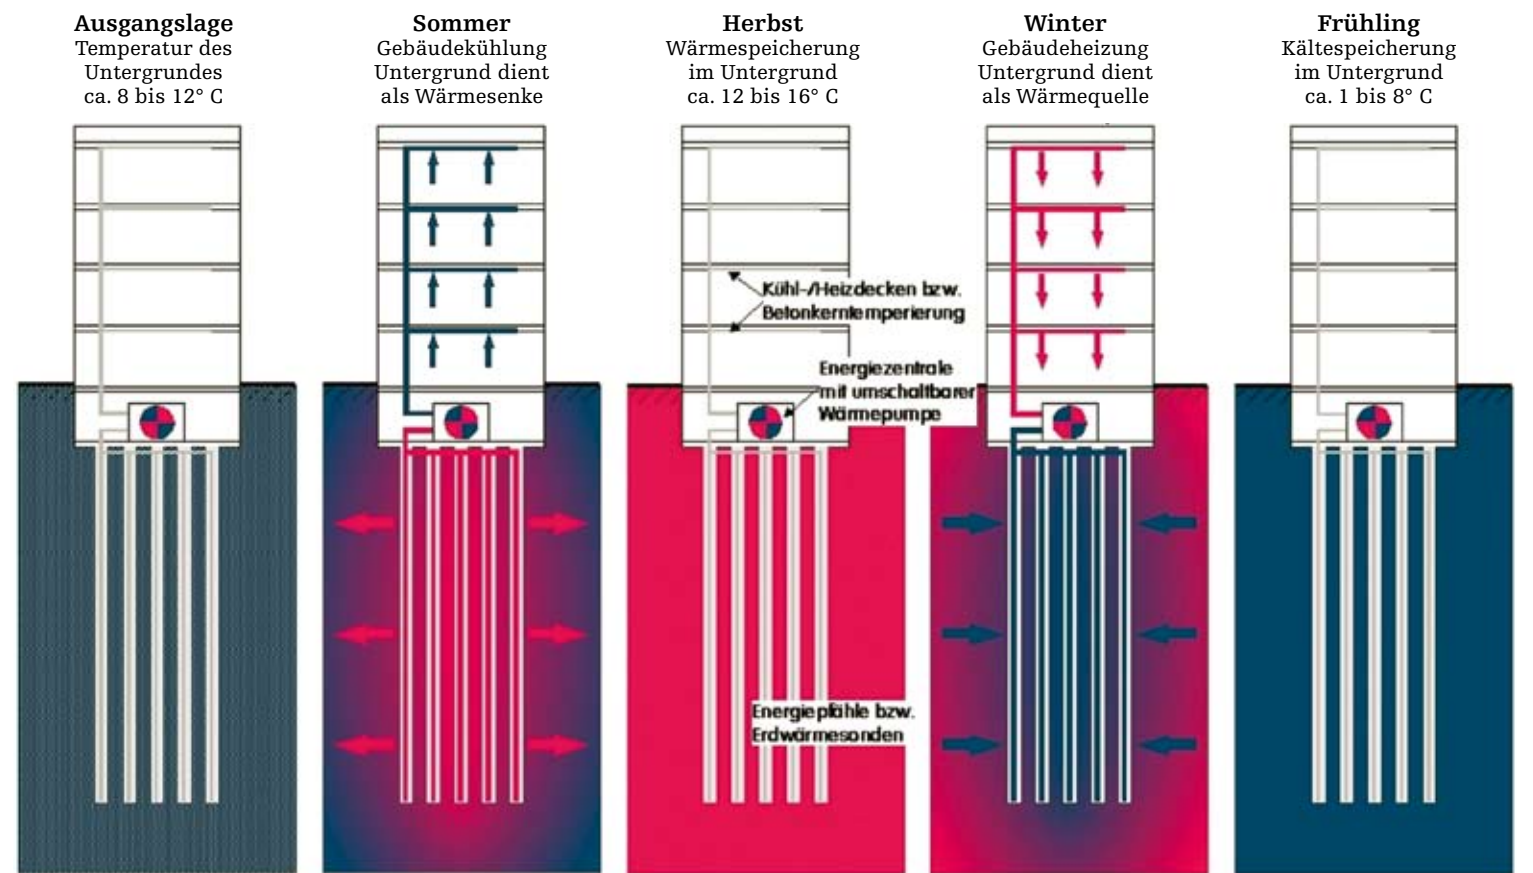 Ausgangslage
Temperatur des
Untergrundes
ca. 8 bis 12° C
Sommer
Gebäudekühlung
Untergrund dient
als Wärmesenke
Herbst
Wärmespeicherung
im Untergrund
ca. 12 bis 16° C
Winter
Gebäudeheizung
Untergrund dient
als Wärmequelle
Frühling
Kältespeicherung
im Untergrund
ca. 1 bis 8° C
Kühl-/Heizdecken bzw.
Betonkerntemperierung
Energiezentrale
mit umschaltbarer
Wärmepumpe
Energiepfähle bzw.
Erdwärmesonden